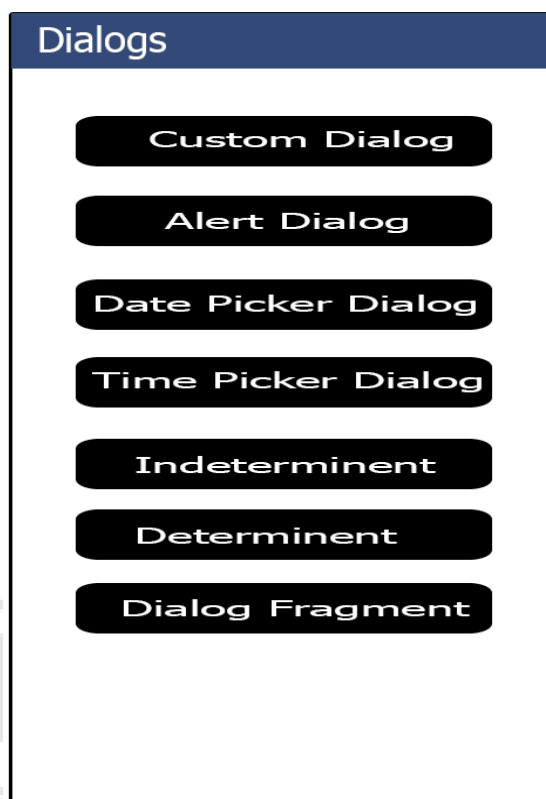 Dialogs
Custom Dialog
Alert Dialog
Date Picker Dialog
Time Picker Dialog
Indeterminent
Determinent
Dialog Fragment